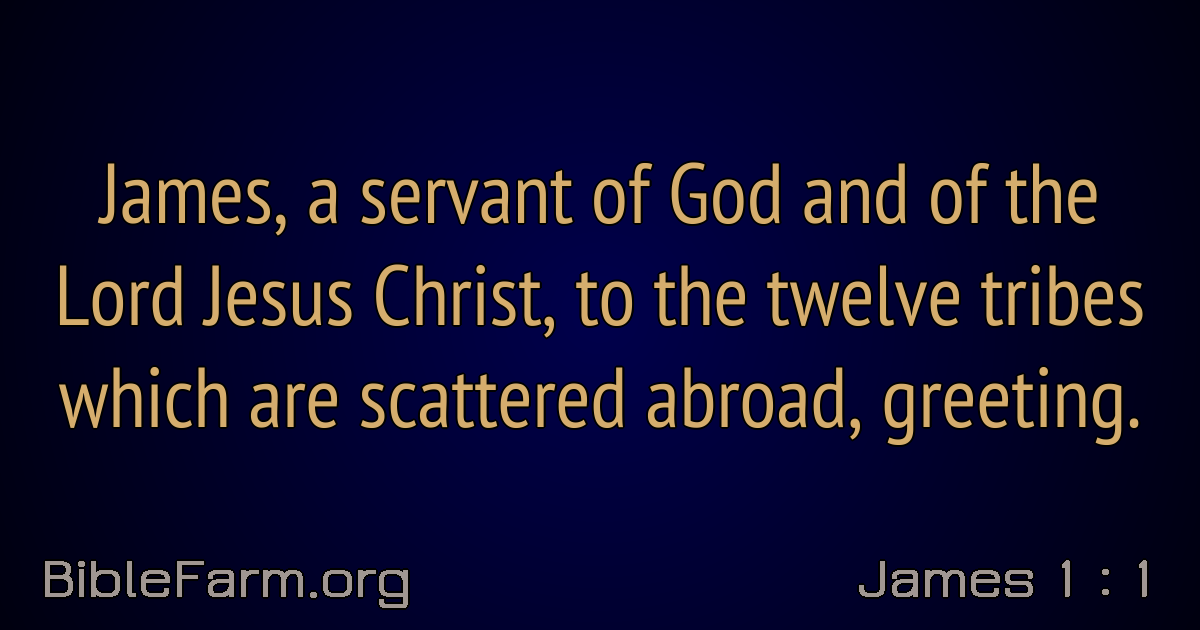 James, a servant of God and of the
Lord Jesus Christ, to the twelve tribes
which are scattered abroad, greeting.
BibleFarm.org
James 1 : 1